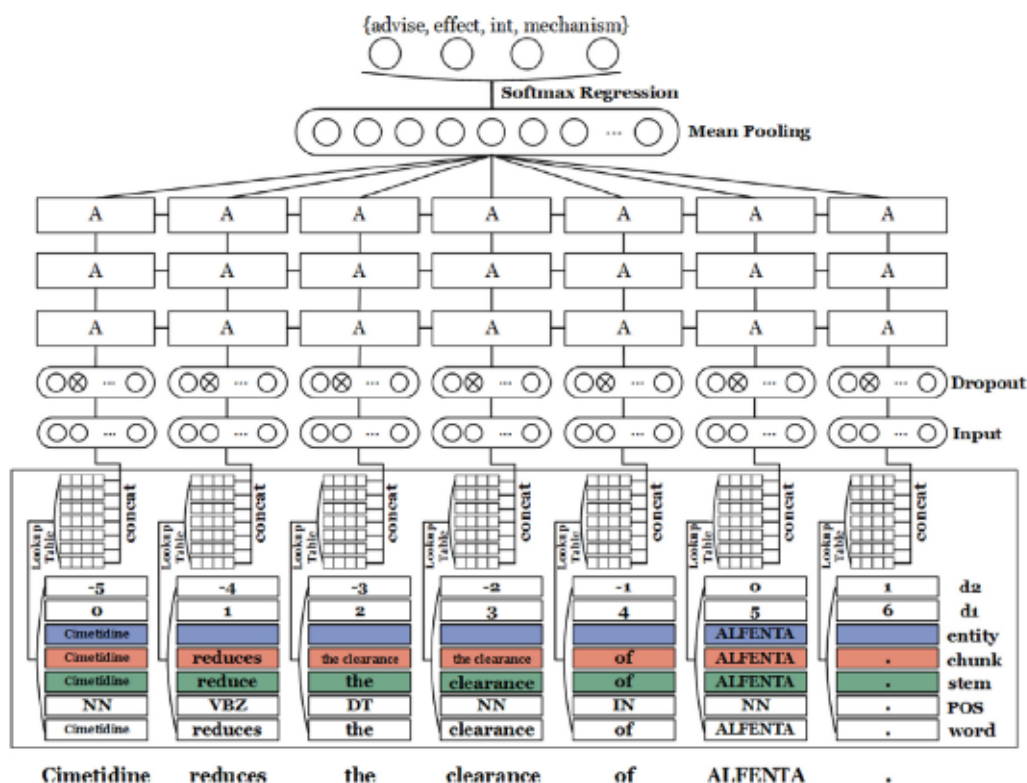 {advise, effect, int, mechanism}
Softmax Regression
... Mean Pooling
A A A A A A A
A A A A A A A
A A A A A A A
... ... ... ... ... ... ... Dropout
... ... ... ... ... ... ... Input
Lookup Table concat Lookup Table concat Lookup Table concat Lookup Table concat Lookup Table concat Lookup Table concat Lookup Table concat
-5 -4 -3 -2 -1 0 1 d2
0 1 2 3 4 5 6 d1
Cimetidine ALFENTA entity
Cimetidine reduces the clearance the clearance of ALFENTA . chunk
Cimetidine reduce the clearance of ALFENTA . stem
NN VBZ DT NN IN NN . POS
Cimetidine reduces the clearance of ALFENTA . word
Cimetidine reduces the clearance of ALFENTA .